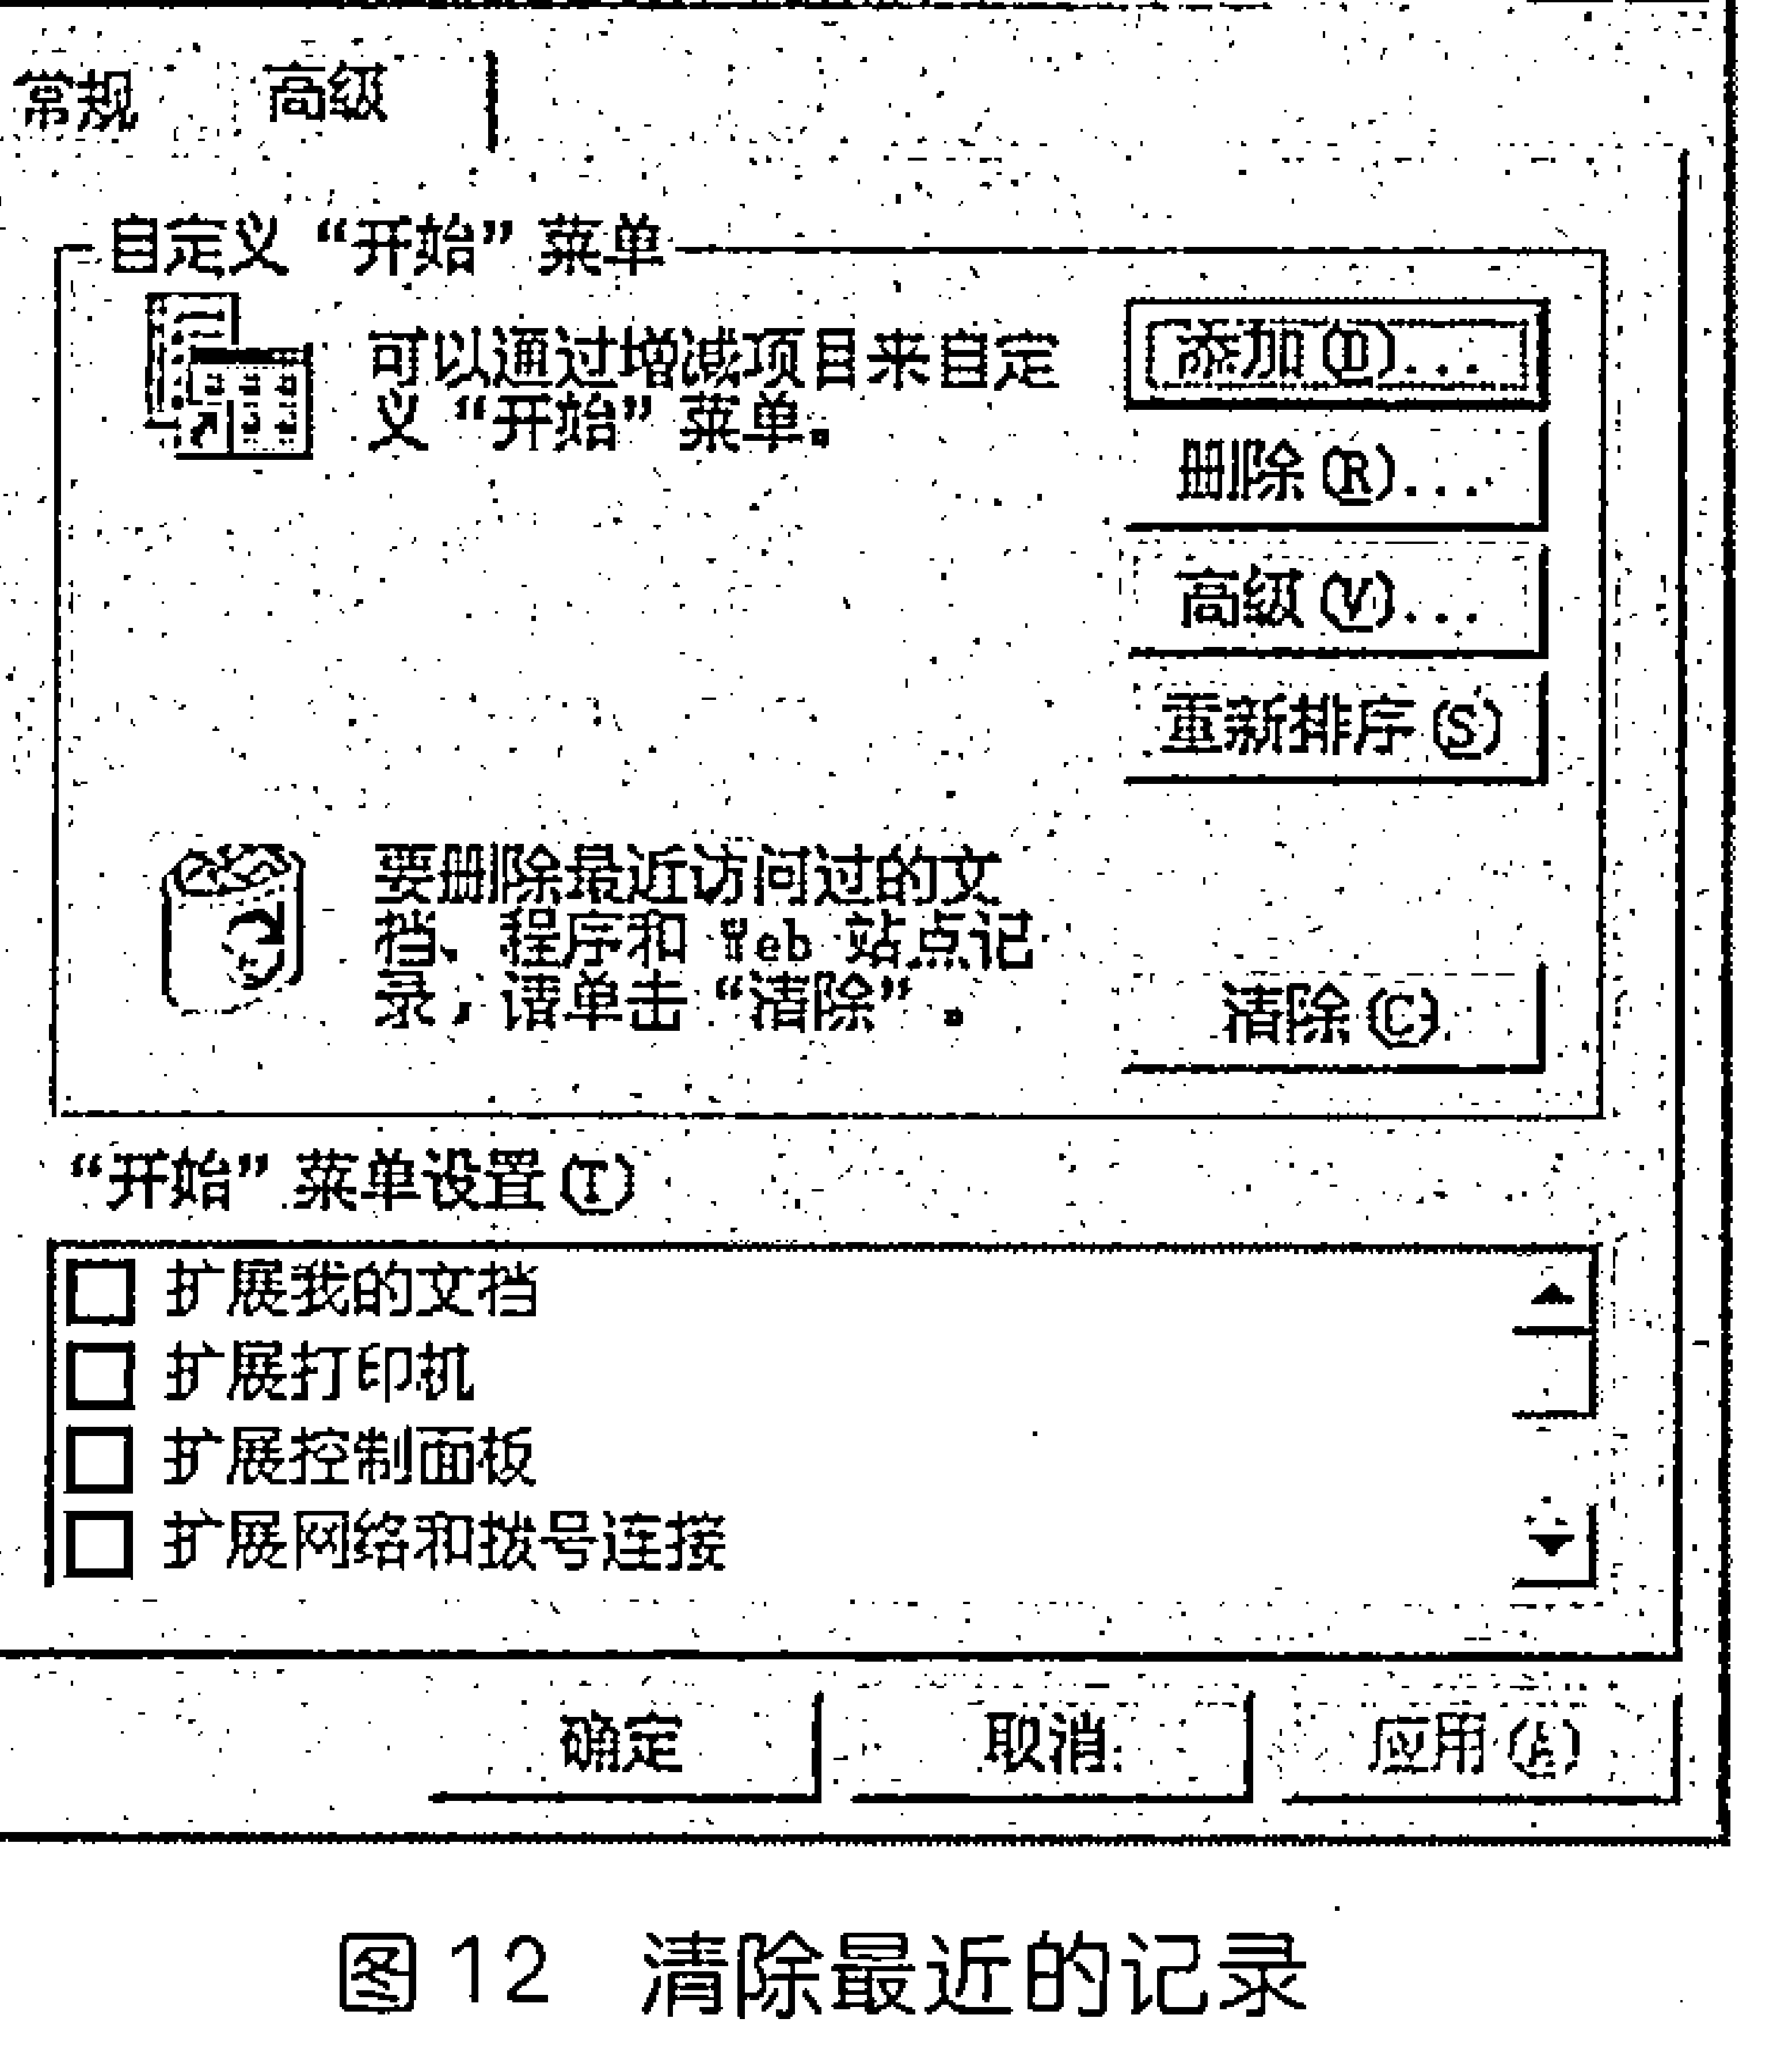 常规 高级
自定义 “开始” 菜单
可以通过增减项目来自定
义 “开始” 菜单。
添加(D)...
删除(R)...
高级(V)...
重新排序(S)
要删除最近访问过的文
档、程序和 Web 站点记
录，请单击 “清除” 。
清除(C)
“开始” 菜单设置(T)
扩展我的文档
扩展打印机
扩展控制面板
扩展网络和拨号连接
确定 取消 应用(A)
图12 清除最近的记录